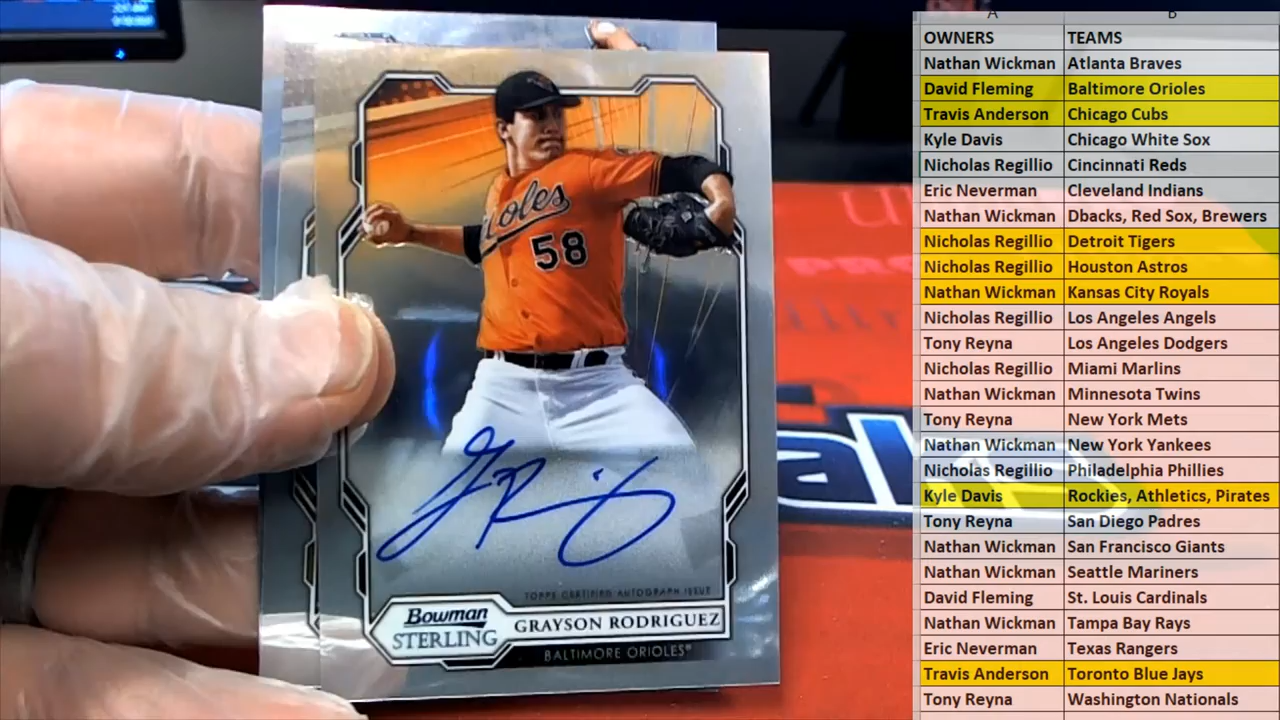 A B
OWNERS TEAMS
Nathan Wickman Atlanta Braves
David Fleming Baltimore Orioles
Travis Anderson Chicago Cubs
Kyle Davis Chicago White Sox
Nicholas Regillio Cincinnati Reds
Eric Neverman Cleveland Indians
Nathan Wickman Dbacks, Red Sox, Brewers
Nicholas Regillio Detroit Tigers
Nicholas Regillio Houston Astros
Nathan Wickman Kansas City Royals
Nicholas Regillio Los Angeles Angels
Tony Reyna Los Angeles Dodgers
Nicholas Regillio Miami Marlins
Nathan Wickman Minnesota Twins
Tony Reyna New York Mets
Nathan Wickman New York Yankees
Nicholas Regillio Philadelphia Phillies
Kyle Davis Rockies, Athletics, Pirates
Tony Reyna San Diego Padres
Nathan Wickman San Francisco Giants
Nathan Wickman Seattle Mariners
David Fleming St. Louis Cardinals
Nathan Wickman Tampa Bay Rays
Eric Neverman Texas Rangers
Travis Anderson Toronto Blue Jays
Tony Reyna Washington Nationals
58
TOPPS CERTIFIED AUTOGRAPH ISSUE
Bowman
STERLING
GRAYSON RODRIGUEZ
BALTIMORE ORIOLES®